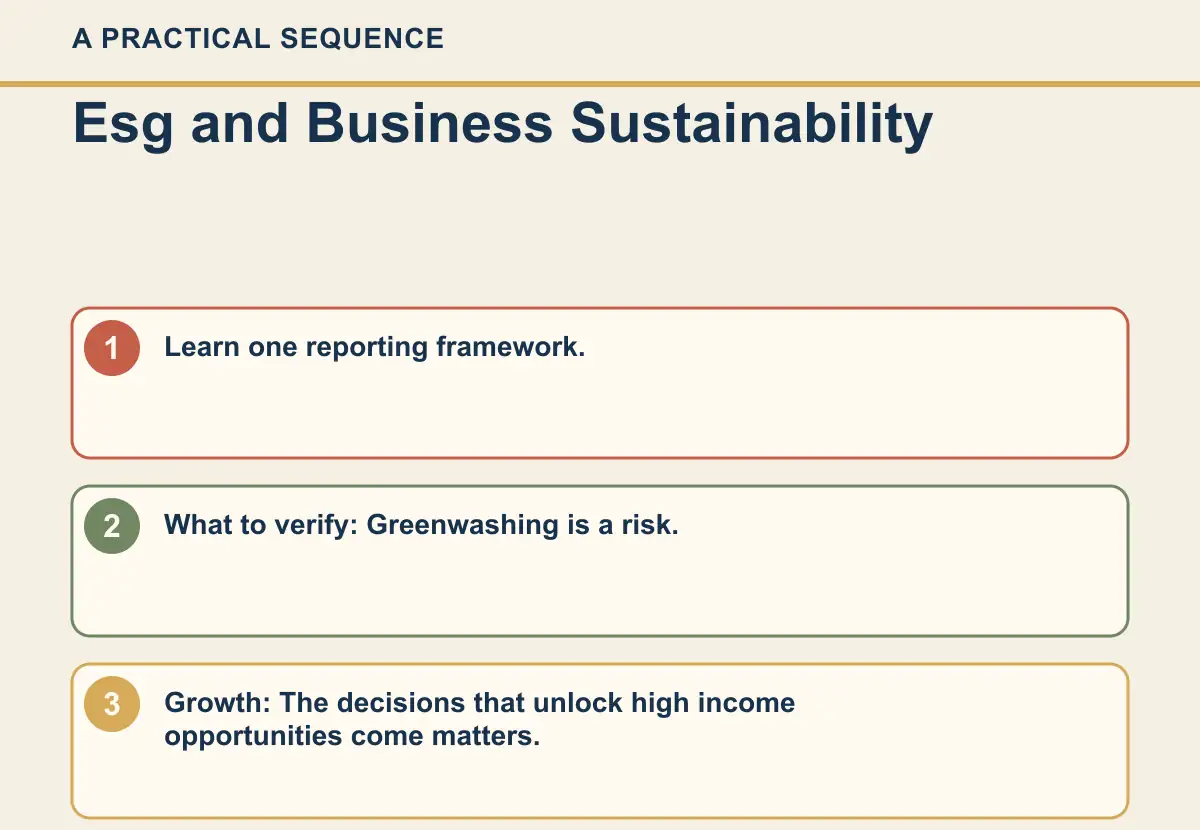 A PRACTICAL SEQUENCE
Esg and Business Sustainability
1
Learn one reporting framework.
2
What to verify: Greenwashing is a risk.
3
Growth: The decisions that unlock high income
opportunities come matters.